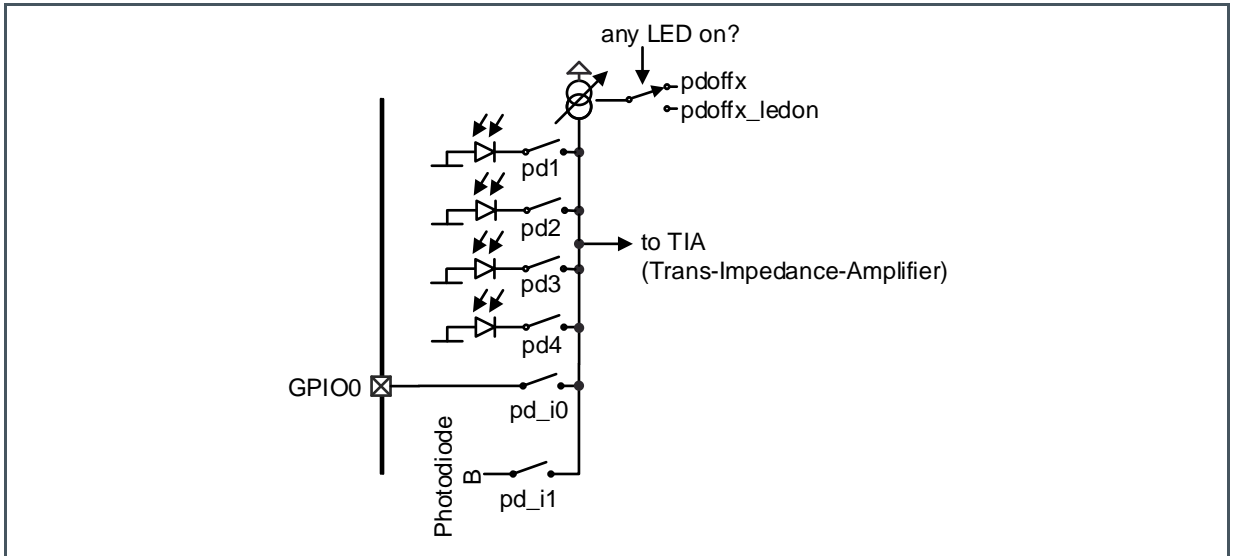 any LED on?
pdoffx
pdoffx_ledon
pd1
pd2
to TIA
(Trans-Impedance-Amplifier)
pd3
pd4
GPIO0
pd_i0
Photodiode
B
pd_i1